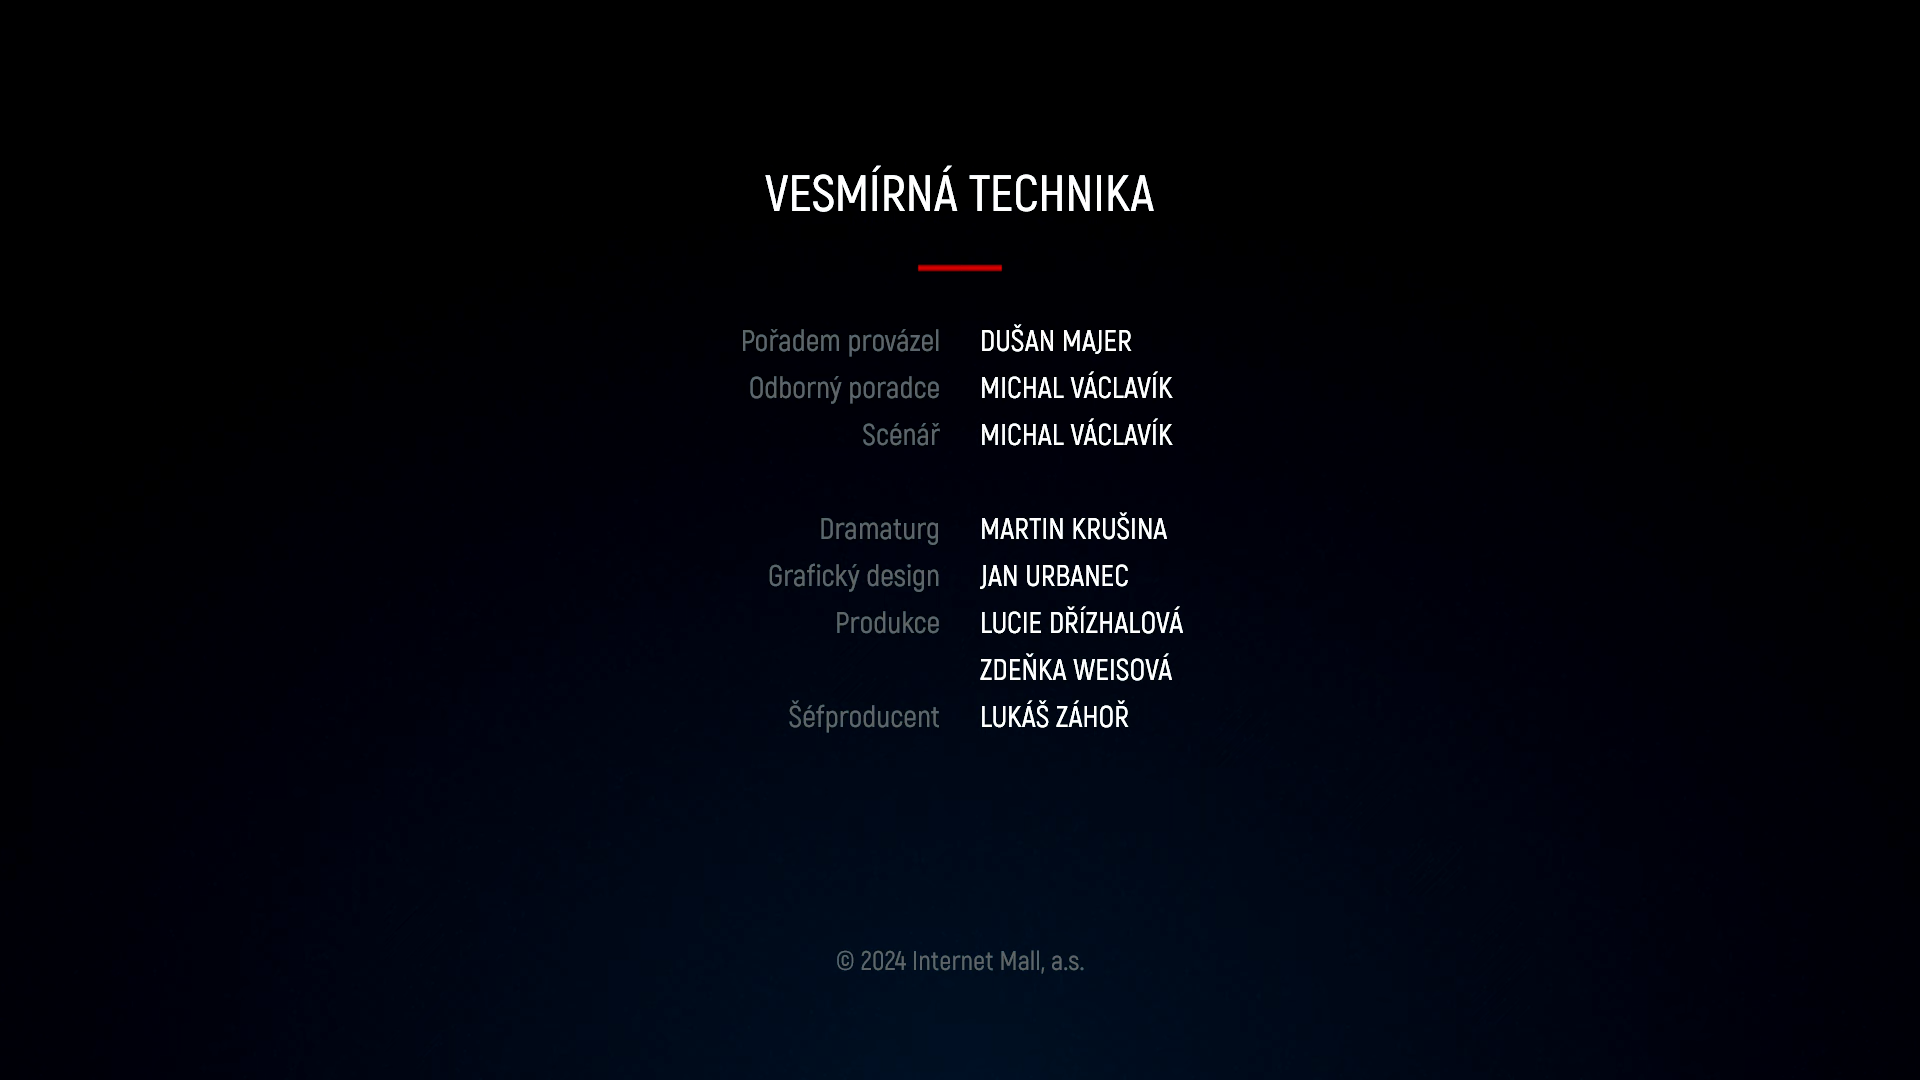 VESMÍRNÁ TECHNIKA
Pořadem provázel DUŠAN MAJER
Odborný poradce MICHAL VÁCLAVÍK
Scénář MICHAL VÁCLAVÍK
Dramaturg MARTIN KRUŠINA
Grafický design JAN URBANEC
Produkce LUCIE DŘÍZHALOVÁ
ZDEŇKA WEISOVÁ
Šéfproducent LUKÁŠ ZÁHOŘ
© 2024 Internet Mall, a.s.